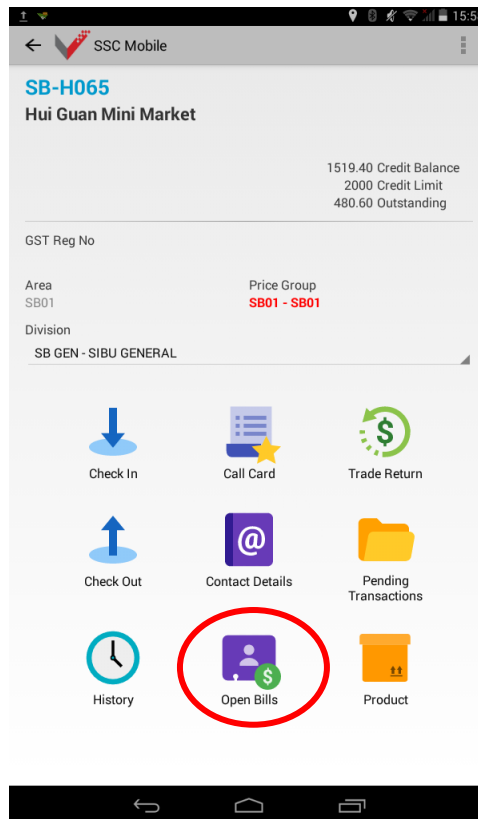 15:5
SSC Mobile
SB-H065
Hui Guan Mini Market
1519.40 Credit Balance
2000 Credit Limit
480.60 Outstanding
GST Reg No
Area
Price Group
SB01
SB01 - SB01
Division
SB GEN - SIBU GENERAL
Check In
Call Card
Trade Return
Check Out
Contact Details
Pending
Transactions
History
Open Bills
Product